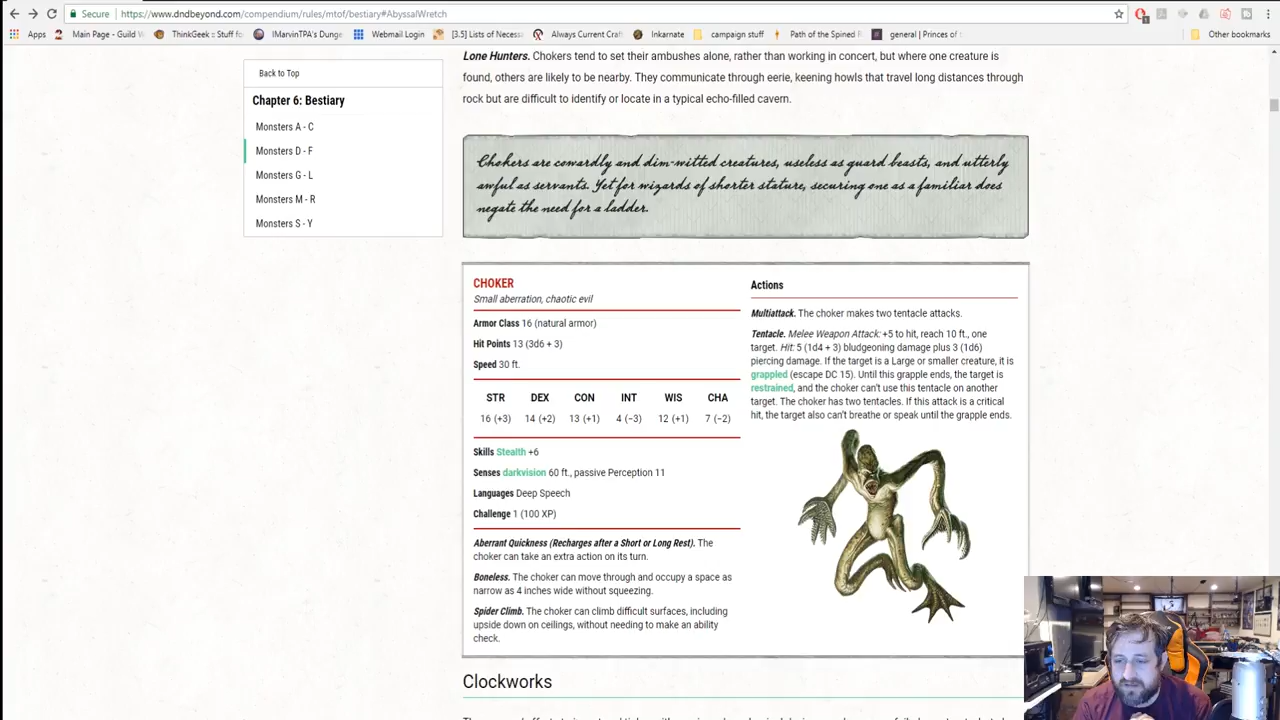 Secure https://www.dndbeyond.com/compendium/rules/mtof/bestiary#AbyssalWretch
Apps Main Page - Guild W ThinkGeek :: Stuff fo IMarvinTPA's Dunge Webmail Login [3.5] Lists of Necess Always Current Craf Inkarnate campaign stuff Path of the Spined R general | Princes of Other bookmarks
Back to Top
Chapter 6: Bestiary
Monsters A - C
Monsters D - F
Monsters G - L
Monsters M - R
Monsters S - Y
Lone Hunters. Chokers tend to set their ambushes alone, rather than working in concert, but where one creature is
found, others are likely to be nearby. They communicate through eerie, keening howls that travel long distances through
rock but are difficult to identify or locate in a typical echo-filled cavern.
Chokers are cowardly and dim-witted creatures, useless as guard beasts, and utterly
awful as servants. Yet for wizards of shorter stature, securing one as a familiar does
negate the need for a ladder.
CHOKER
Small aberration, chaotic evil
Armor Class 16 (natural armor)
Hit Points 13 (3d6 + 3)
Speed 30 ft.
STR DEX CON INT WIS CHA
16 (+3) 14 (+2) 13 (+1) 4 (−3) 12 (+1) 7 (−2)
Skills Stealth +6
Senses darkvision 60 ft., passive Perception 11
Languages Deep Speech
Challenge 1 (100 XP)
Aberrant Quickness (Recharges after a Short or Long Rest). The
choker can take an extra action on its turn.
Boneless. The choker can move through and occupy a space as
narrow as 4 inches wide without squeezing.
Spider Climb. The choker can climb difficult surfaces, including
upside down on ceilings, without needing to make an ability
check.
Actions
Multiattack. The choker makes two tentacle attacks.
Tentacle. Melee Weapon Attack: +5 to hit, reach 10 ft., one
target. Hit: 5 (1d4 + 3) bludgeoning damage plus 3 (1d6)
piercing damage. If the target is a Large or smaller creature, it is
grappled (escape DC 15). Until this grapple ends, the target is
restrained, and the choker can't use this tentacle on another
target. The choker has two tentacles. If this attack is a critical
hit, the target also can't breathe or speak until the grapple ends.
Clockworks